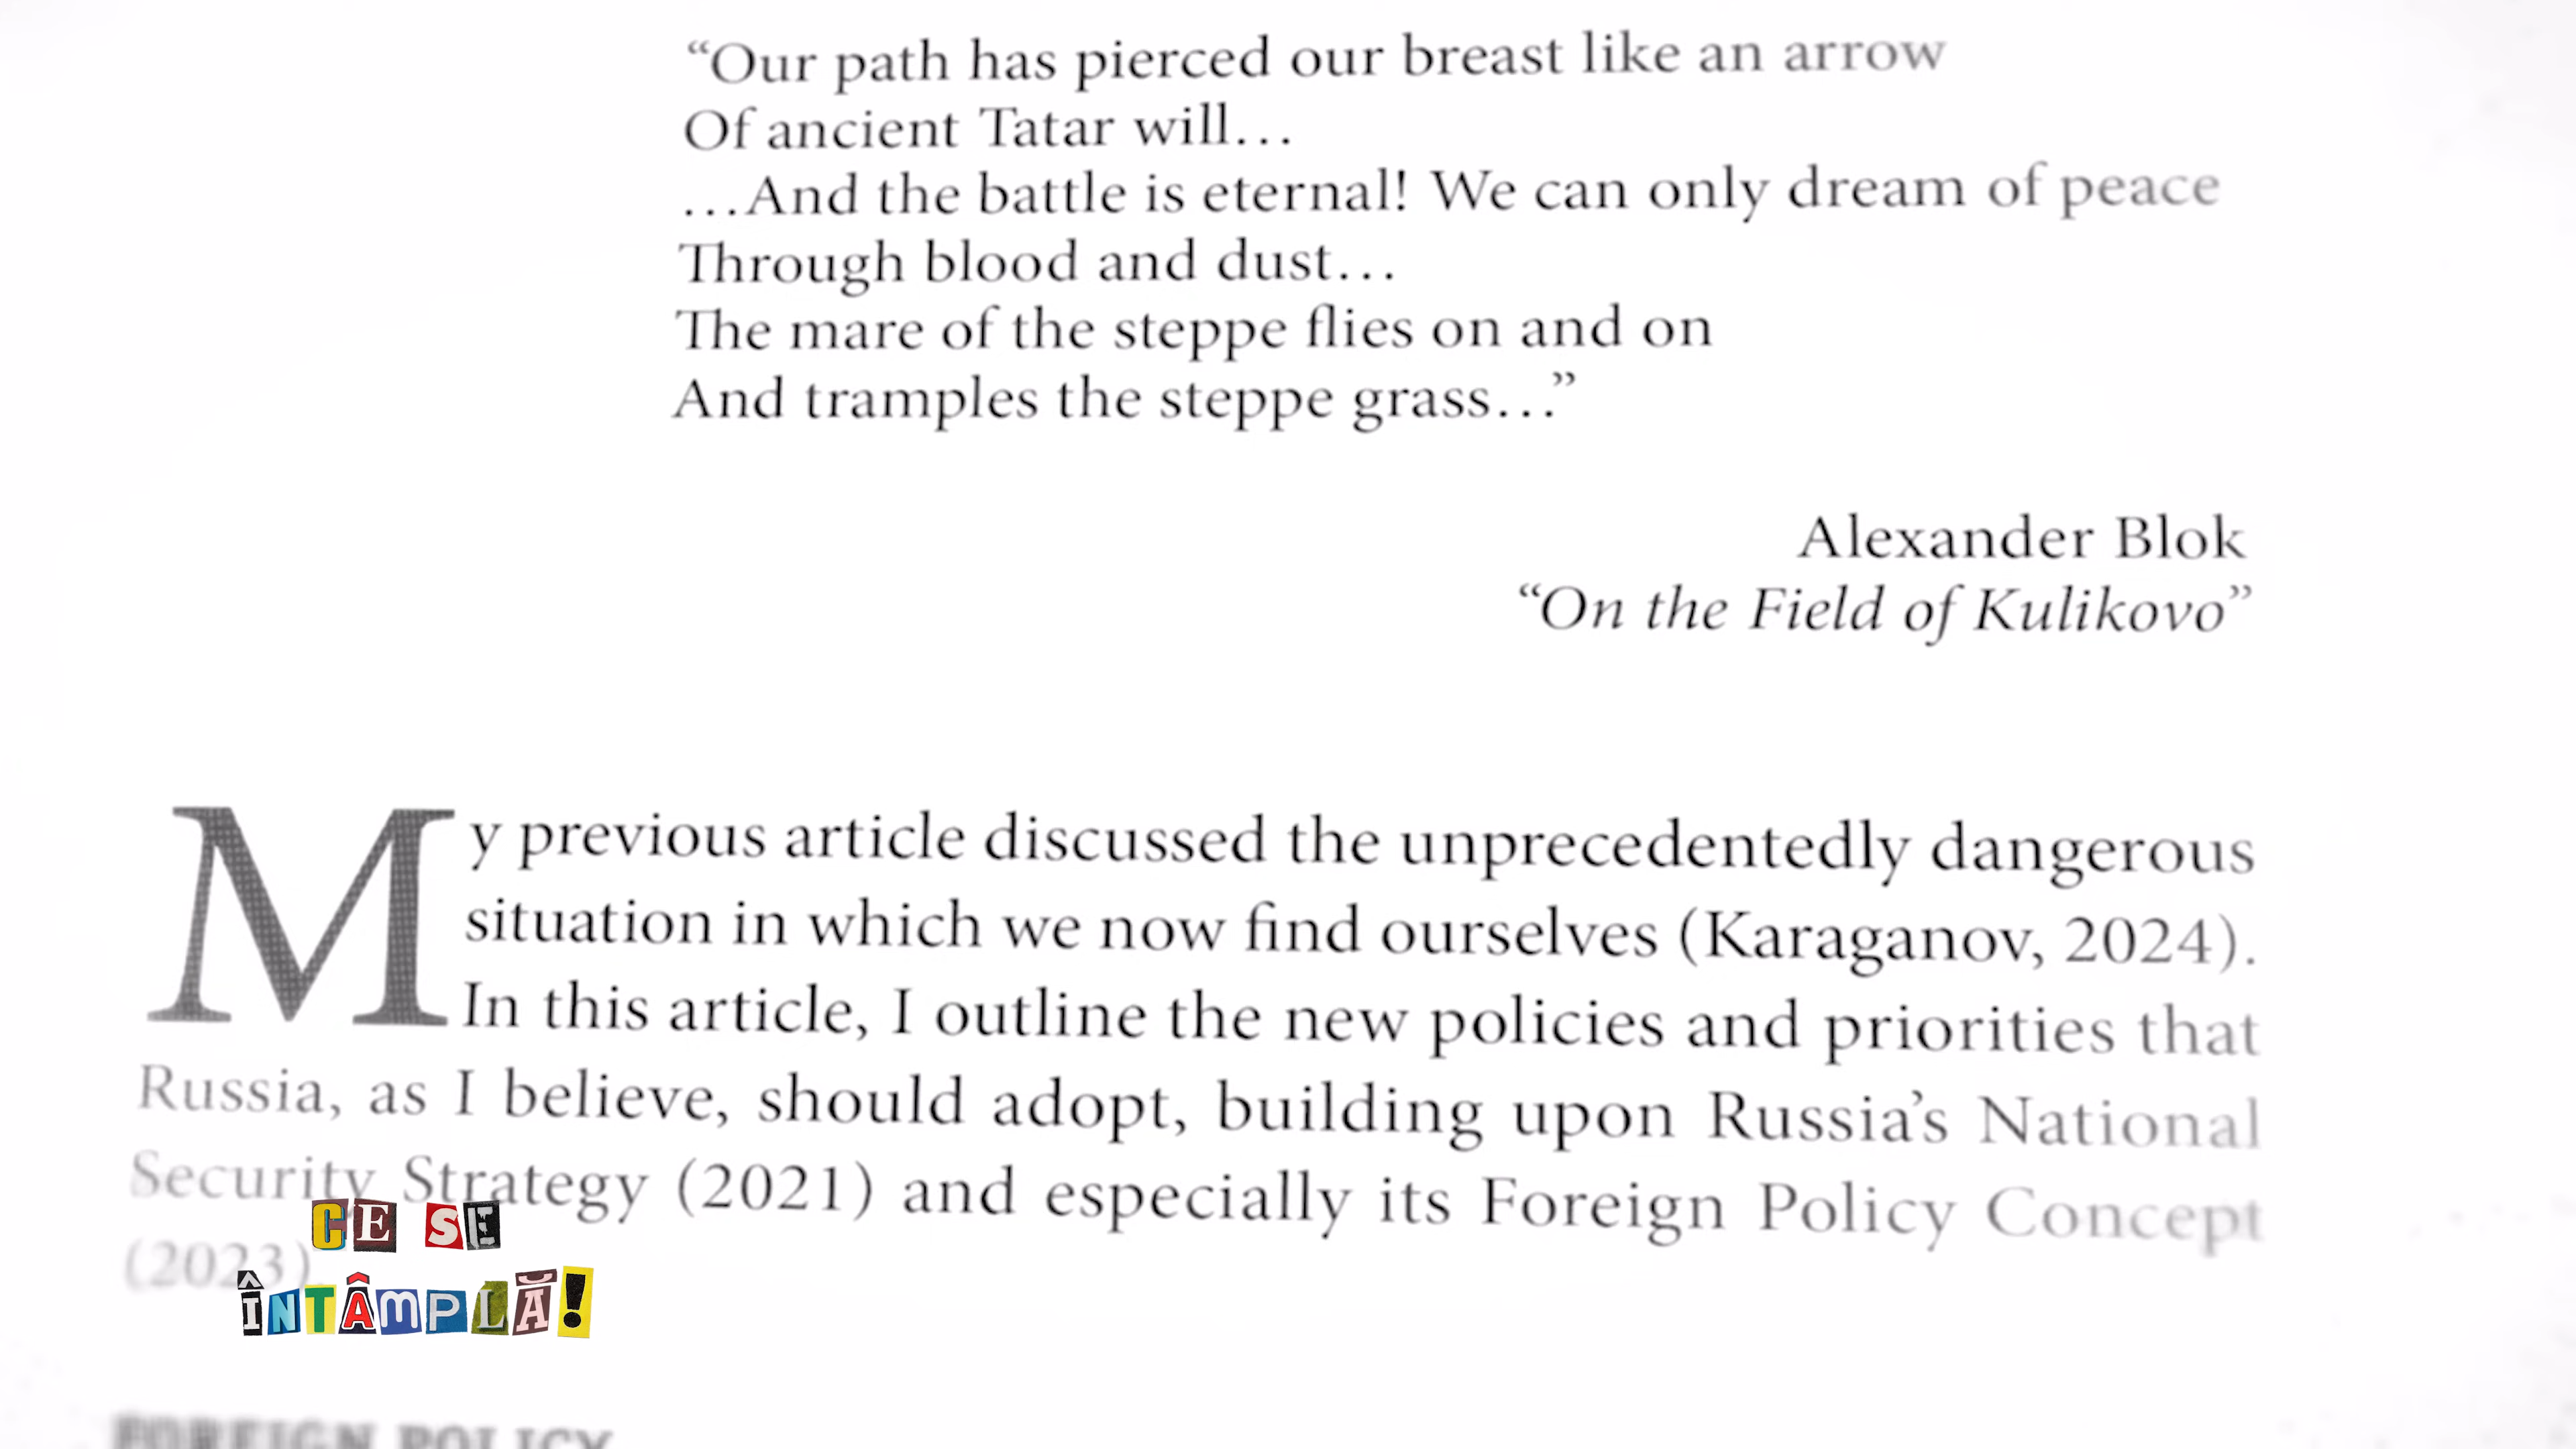 “Our path has pierced our breast like an arrow
Of ancient Tatar will…
…And the battle is eternal! We can only dream of peace
Through blood and dust…
The mare of the steppe flies on and on
And tramples the steppe grass…”
Alexander Blok
“On the Field of Kulikovo”
My previous article discussed the unprecedentedly dangerous
situation in which we now find ourselves (Karaganov, 2024).
In this article, I outline the new policies and priorities that
Russia, as I believe, should adopt, building upon Russia’s National
Security Strategy (2021) and especially its Foreign Policy Concept
(2023).
CE SE
ÎNTÂMPLĂ!
FOREIGN POLICY